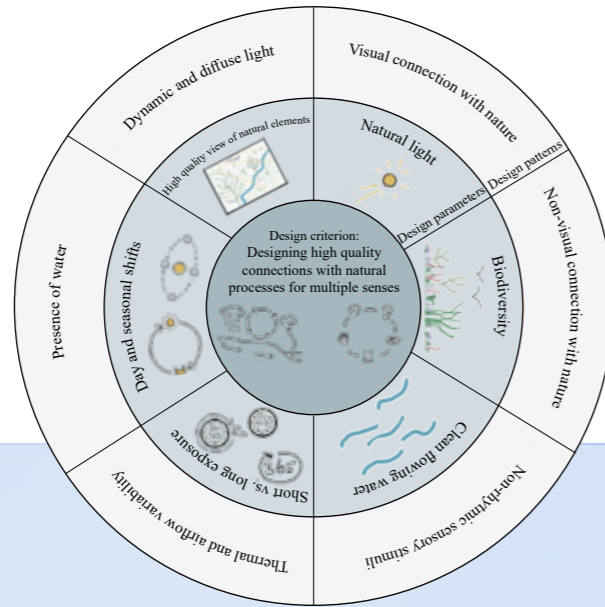 Dynamic and diffuse light
Visual connection with nature
Design patterns
Non-visual connection with nature
Non-rhytmic sensory stimuli
Thermal and airflow variability
Presence of water
High quality view of natural elements
Natural light
Design parameters
Biodiversity
Clean flowing water
Short vs. long exposure
Day and seasonal shifts
Design criterion:
Designing high quality
connections with natural
processes for multiple senses